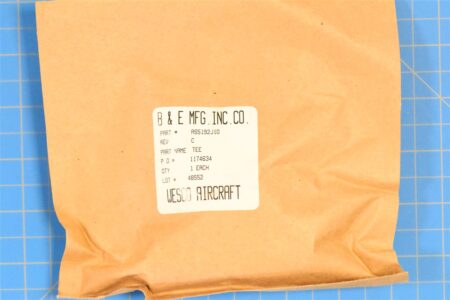 B & E MFG.INC.CO.
PART # AS5192J10
REV C
PART NAME TEE
P.O# 1174634
QTY 1 EACH
LOT # 48552
WESCO AIRCRAFT